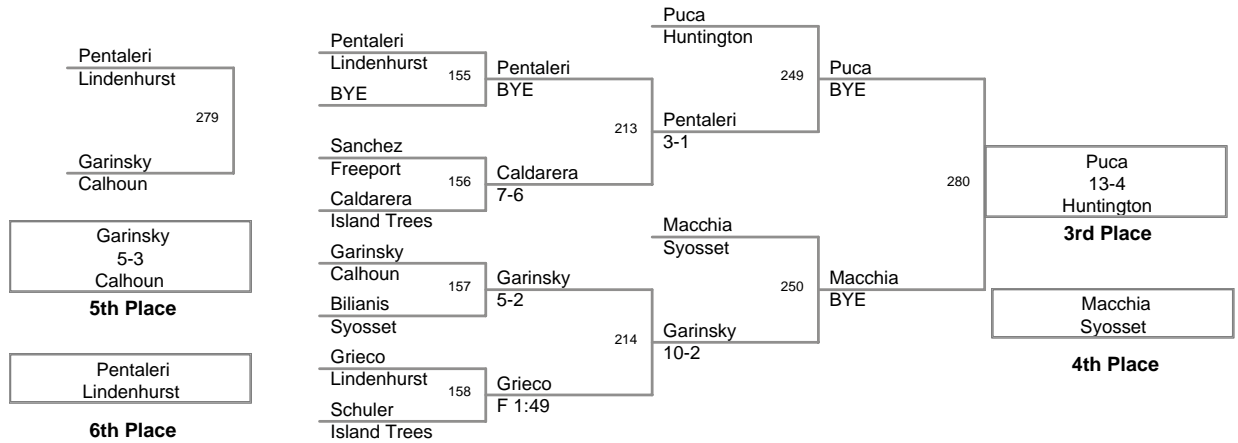 Pentaleri
Lindenhurst
279
Garinsky
Calhoun
Garinsky
5-3
Calhoun
5th Place
Pentaleri
Lindenhurst
6th Place
Pentaleri
Lindenhurst
155
BYE
Sanchez
Freeport
156
Caldarera
Island Trees
Garinsky
Calhoun
157
Bilianis
Syosset
Grieco
Lindenhurst
158
Schuler
Island Trees
Pentaleri
BYE
213
Caldarera
7-6
Garinsky
5-2
214
Grieco
F 1:49
Puca
Huntington
249
Pentaleri
3-1
Macchia
Syosset
250
Garinsky
10-2
Puca
BYE
280
Macchia
BYE
Puca
13-4
Huntington
3rd Place
Macchia
Syosset
4th Place